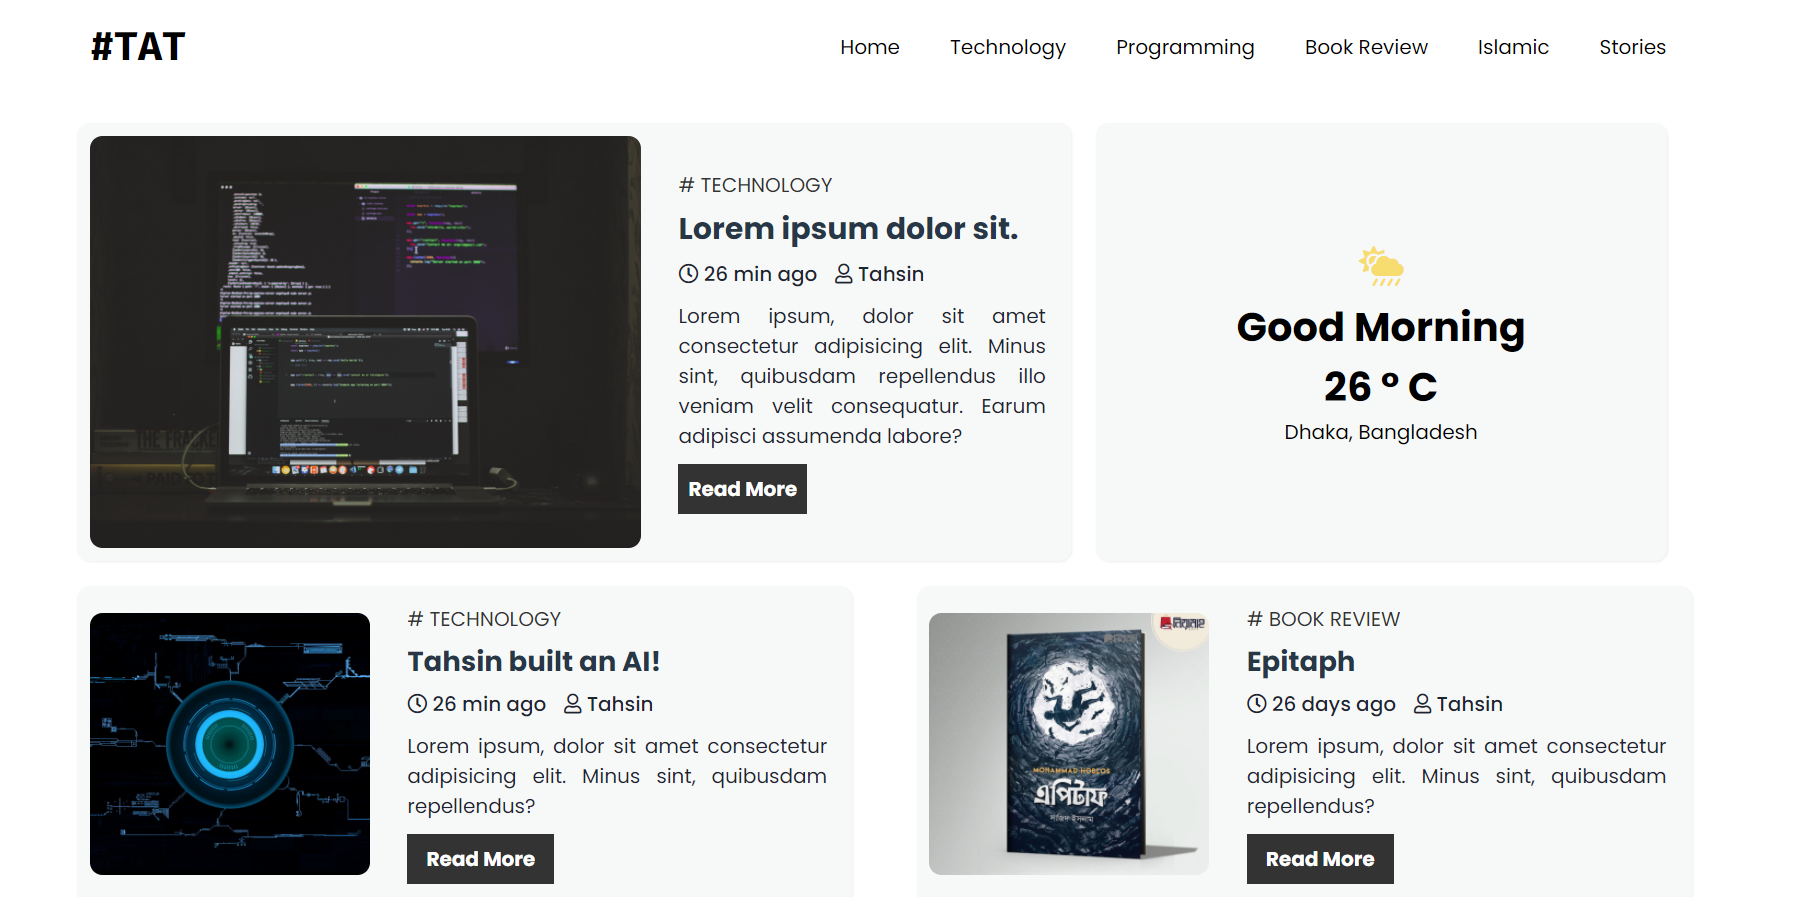 #TAT
Home Technology Programming Book Review Islamic Stories
# TECHNOLOGY
Lorem ipsum dolor sit.
26 min ago Tahsin
Lorem ipsum, dolor sit amet
consectetur adipisicing elit. Minus
sint, quibusdam repellendus illo
veniam velit consequatur. Earum
adipisci assumenda labore?
Read More
Good Morning
26 ° C
Dhaka, Bangladesh
# TECHNOLOGY
Tahsin built an AI!
26 min ago Tahsin
Lorem ipsum, dolor sit amet consectetur
adipisicing elit. Minus sint, quibusdam
repellendus?
Read More
MOHAMMAD HOBLOS
এপিটাফ
সাজিদ ইসলাম
# BOOK REVIEW
Epitaph
26 days ago Tahsin
Lorem ipsum, dolor sit amet consectetur
adipisicing elit. Minus sint, quibusdam
repellendus?
Read More